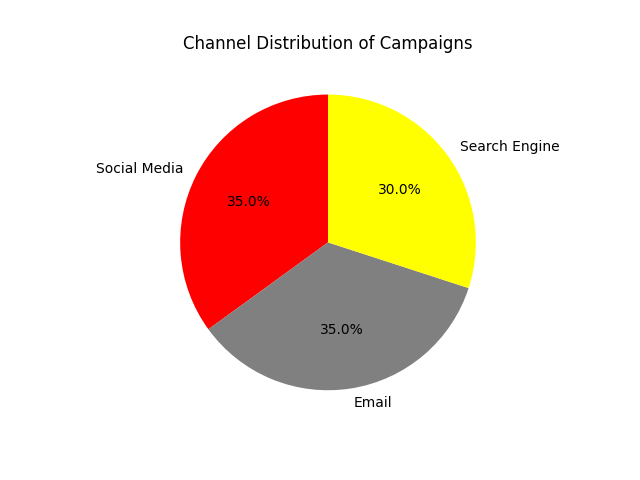 Channel Distribution of Campaigns
Search Engine
Social Media
30.0%
35.0%
35.0%
Email